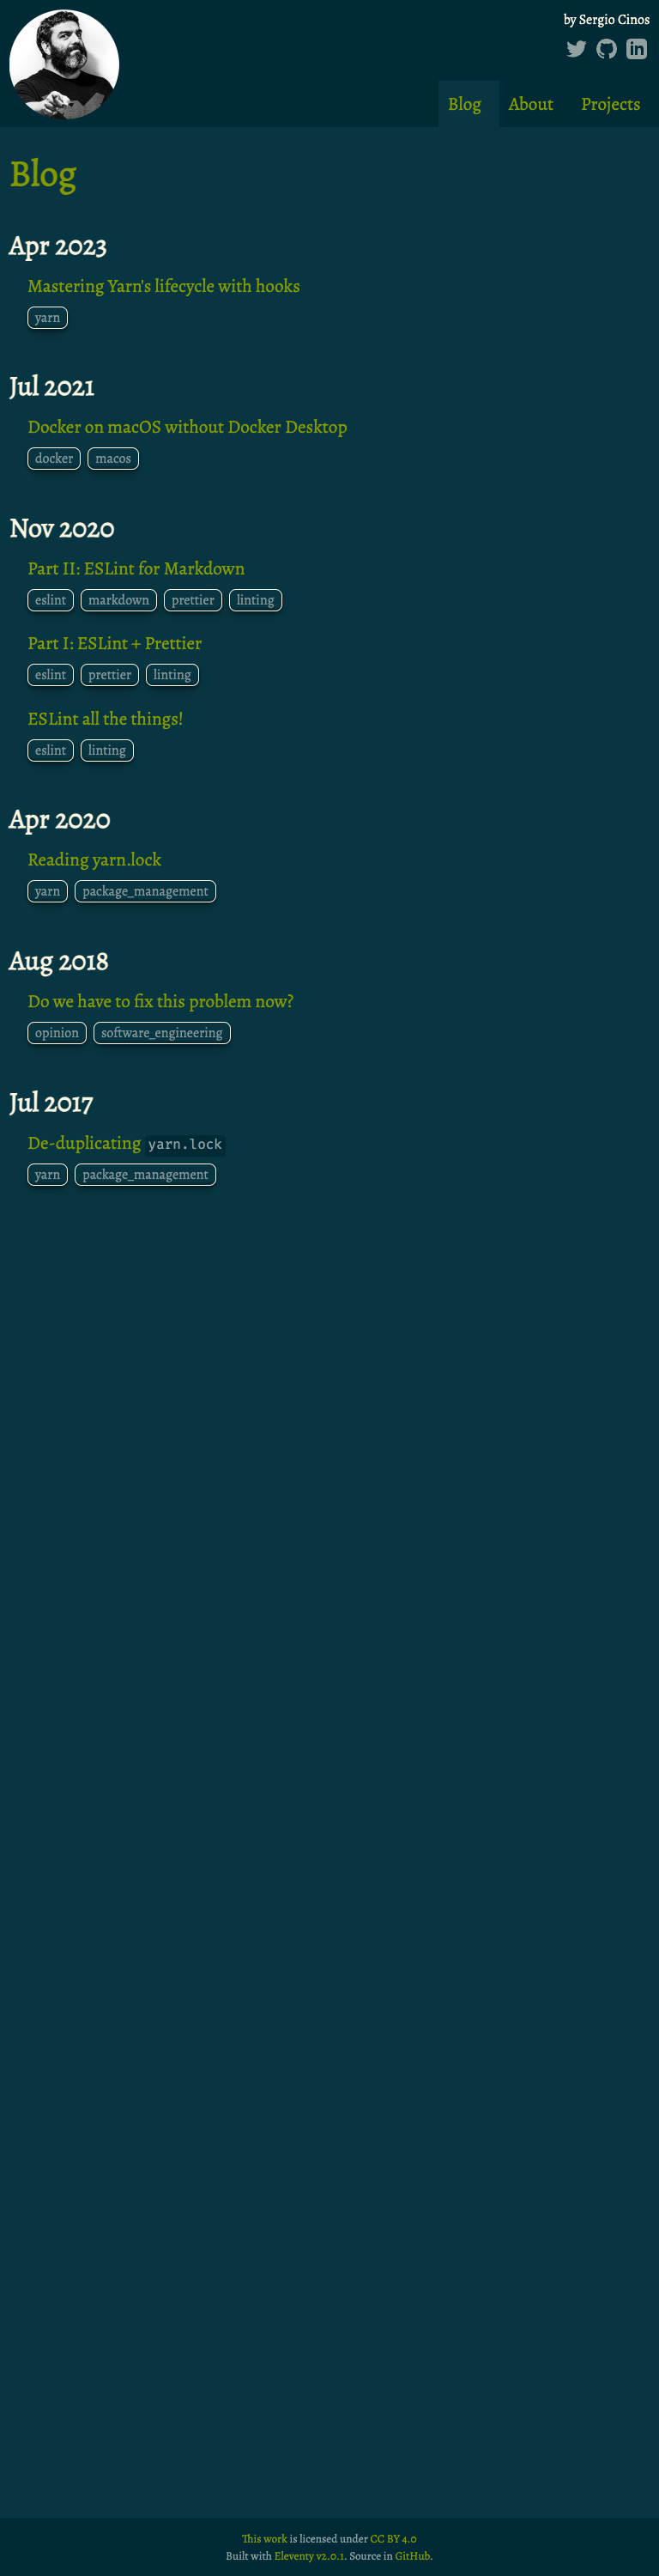 by Sergio Cinos
Blog About Projects
Blog
Apr 2023
Mastering Yarn's lifecycle with hooks
yarn
Jul 2021
Docker on macOS without Docker Desktop
docker macos
Nov 2020
Part II: ESLint for Markdown
eslint markdown prettier linting
Part I: ESLint + Prettier
eslint prettier linting
ESLint all the things!
eslint linting
Apr 2020
Reading yarn.lock
yarn package_management
Aug 2018
Do we have to fix this problem now?
opinion software_engineering
Jul 2017
De-duplicating yarn.lock
yarn package_management
This work is licensed under CC BY 4.0
Built with Eleventy v2.0.1. Source in GitHub.